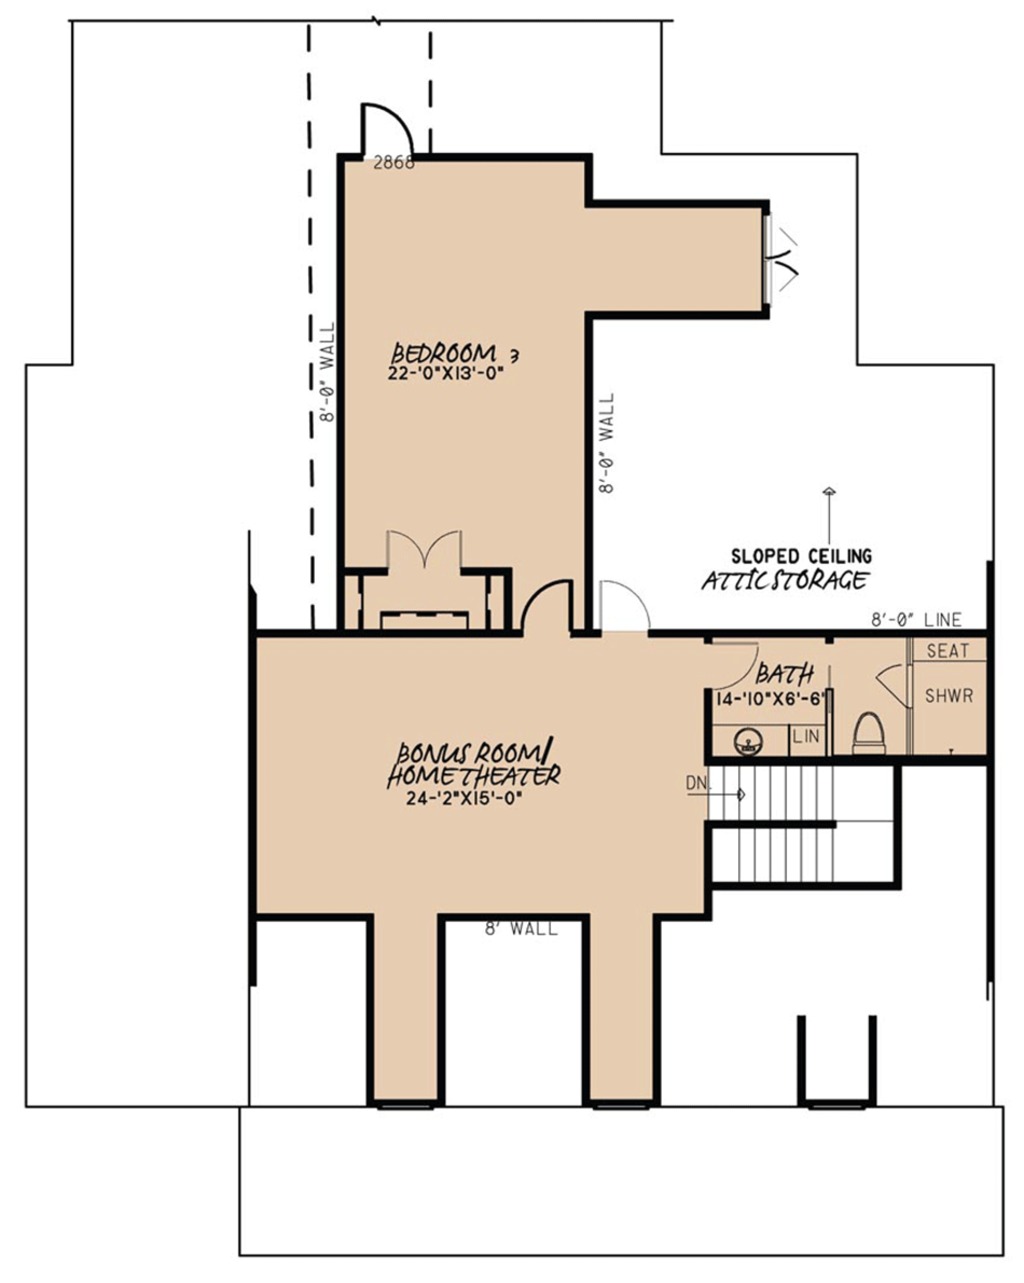 2868
8'-0" WALL
BEDROOM 3
22-'0"X13'-0"
8'-0" WALL
SLOPED CEILING
ATTIC STORAGE
8'-0" LINE
SEAT
BATH
14-'10"X6'-6"
SHWR
LIN
BONUS ROOM/
HOME THEATER
24-'2"X15'-0"
DN.
8' WALL